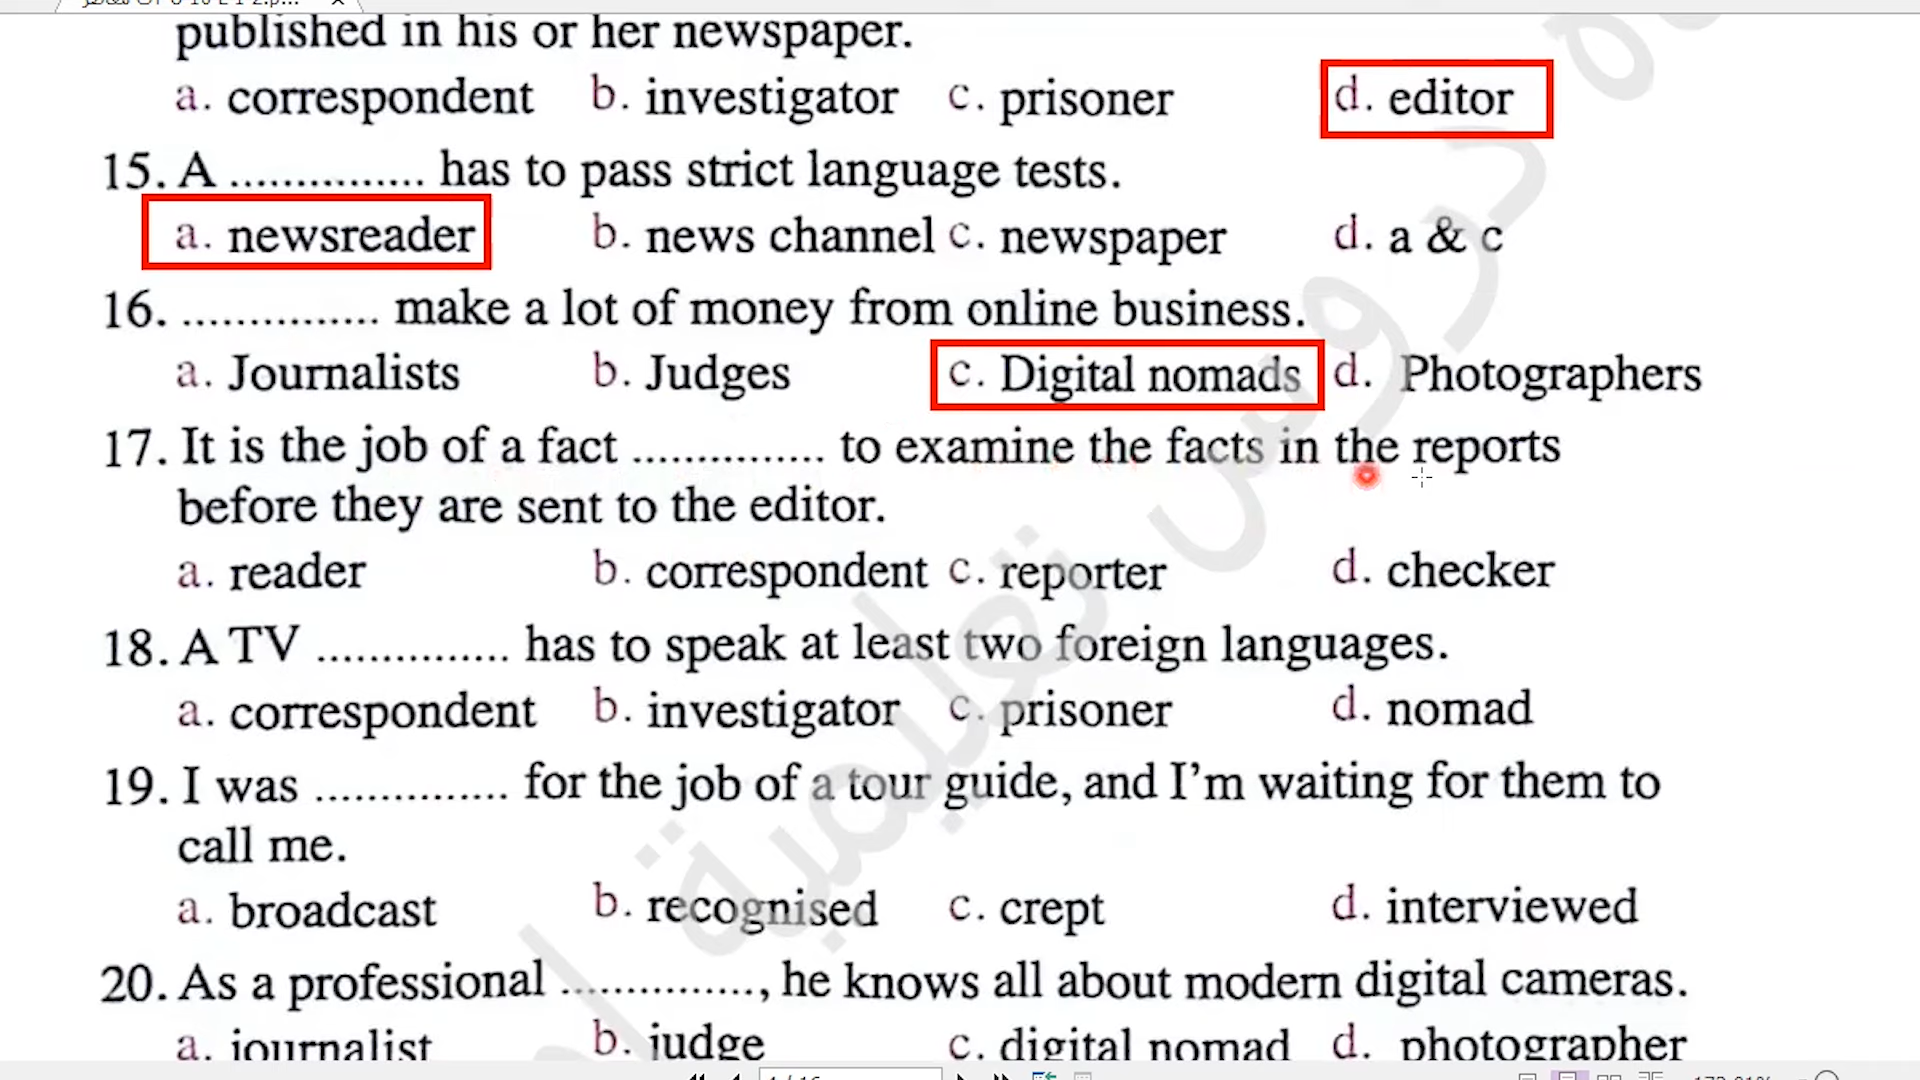 published in his or her newspaper.
a. correspondent b. investigator c. prisoner d. editor
15. A ............... has to pass strict language tests.
a. newsreader b. news channel c. newspaper d. a & c
16. ............... make a lot of money from online business.
a. Journalists b. Judges c. Digital nomads d. Photographers
17. It is the job of a fact ............... to examine the facts in the reports
before they are sent to the editor.
a. reader b. correspondent c. reporter d. checker
18. A TV ............... has to speak at least two foreign languages.
a. correspondent b. investigator c. prisoner d. nomad
19. I was ............... for the job of a tour guide, and I'm waiting for them to
call me.
a. broadcast b. recognised c. crept d. interviewed
20. As a professional ..............., he knows all about modern digital cameras.
a. journalist b. judge c. digital nomad d. photographer
دروس تعليمية